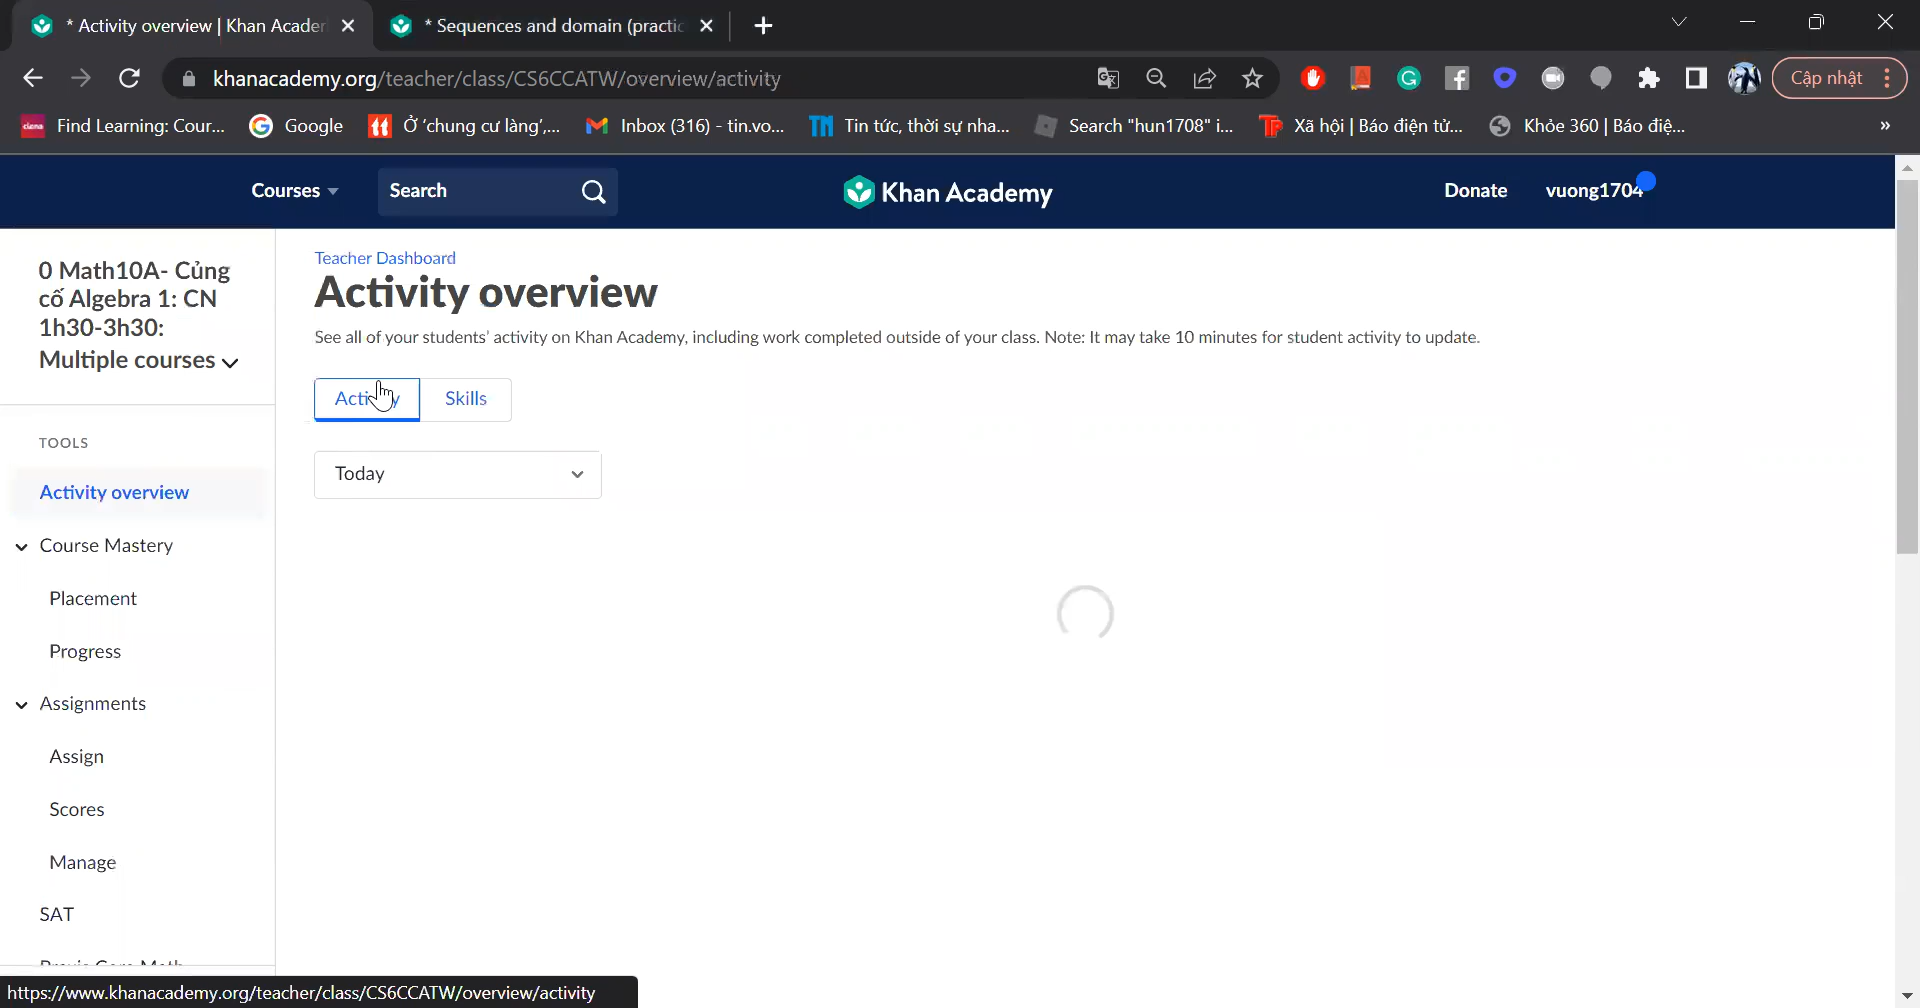 * Activity overview | Khan Acader
* Sequences and domain (practic
khanacademy.org/teacher/class/CS6CCATW/overview/activity
Cập nhật
Find Learning: Cour...
Google
Ở 'chung cư làng',...
Inbox (316) - tin.vo...
Tin tức, thời sự nha...
Search "hun1708" i...
Xã hội | Báo điện tử...
Khỏe 360 | Báo điệ...
»
Courses
Search
Khan Academy
Donate
vuong1704
0 Math10A- Củng
cố Algebra 1: CN
1h30-3h30:
Multiple courses
TOOLS
Activity overview
Course Mastery
Placement
Progress
Assignments
Assign
Scores
Manage
SAT
Teacher Dashboard
Activity overview
See all of your students' activity on Khan Academy, including work completed outside of your class. Note: It may take 10 minutes for student activity to update.
Activity
Skills
Today
https://www.khanacademy.org/teacher/class/CS6CCATW/overview/activity